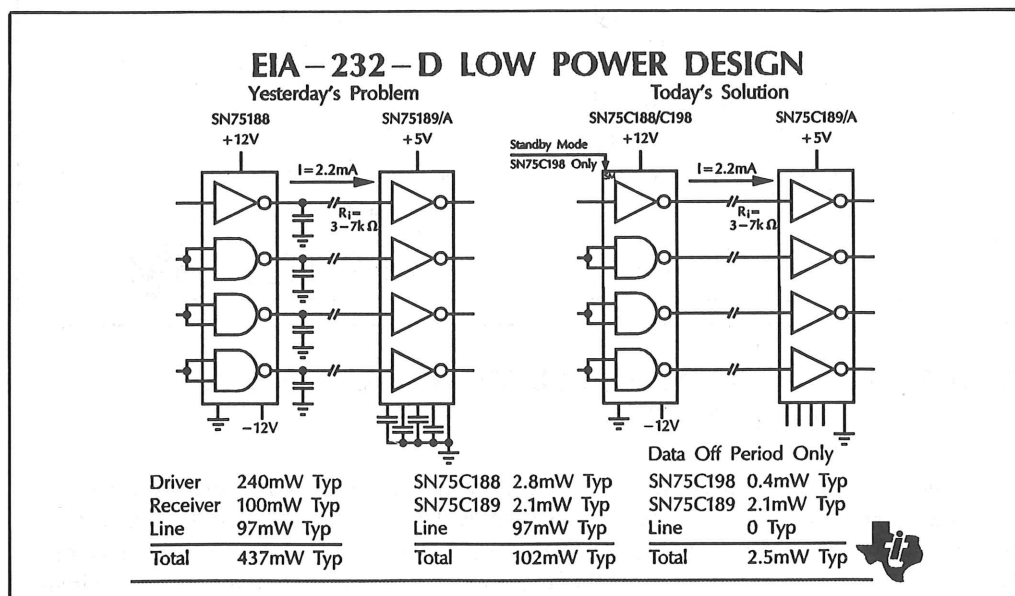 EIA-232-D LOW POWER DESIGN
Yesterday's Problem
Today's Solution
SN75188
+12V
SN75189/A
+5V
I=2.2mA
Ri=
3-7kΩ
-12V
SN75C188/C198
+12V
SN75C189/A
+5V
Standby Mode
SN75C198 Only
SM
I=2.2mA
Ri=
3-7kΩ
-12V
Driver 240mW Typ
Receiver 100mW Typ
Line 97mW Typ
Total 437mW Typ
SN75C188 2.8mW Typ
SN75C189 2.1mW Typ
Line 97mW Typ
Total 102mW Typ
Data Off Period Only
SN75C198 0.4mW Typ
SN75C189 2.1mW Typ
Line 0 Typ
Total 2.5mW Typ